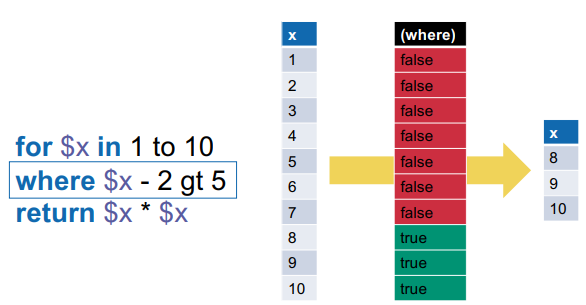 for $x in 1 to 10
where $x - 2 gt 5
return $x * $x
x
1
2
3
4
5
6
7
8
9
10
(where)
false
false
false
false
false
false
false
true
true
true
x
8
9
10